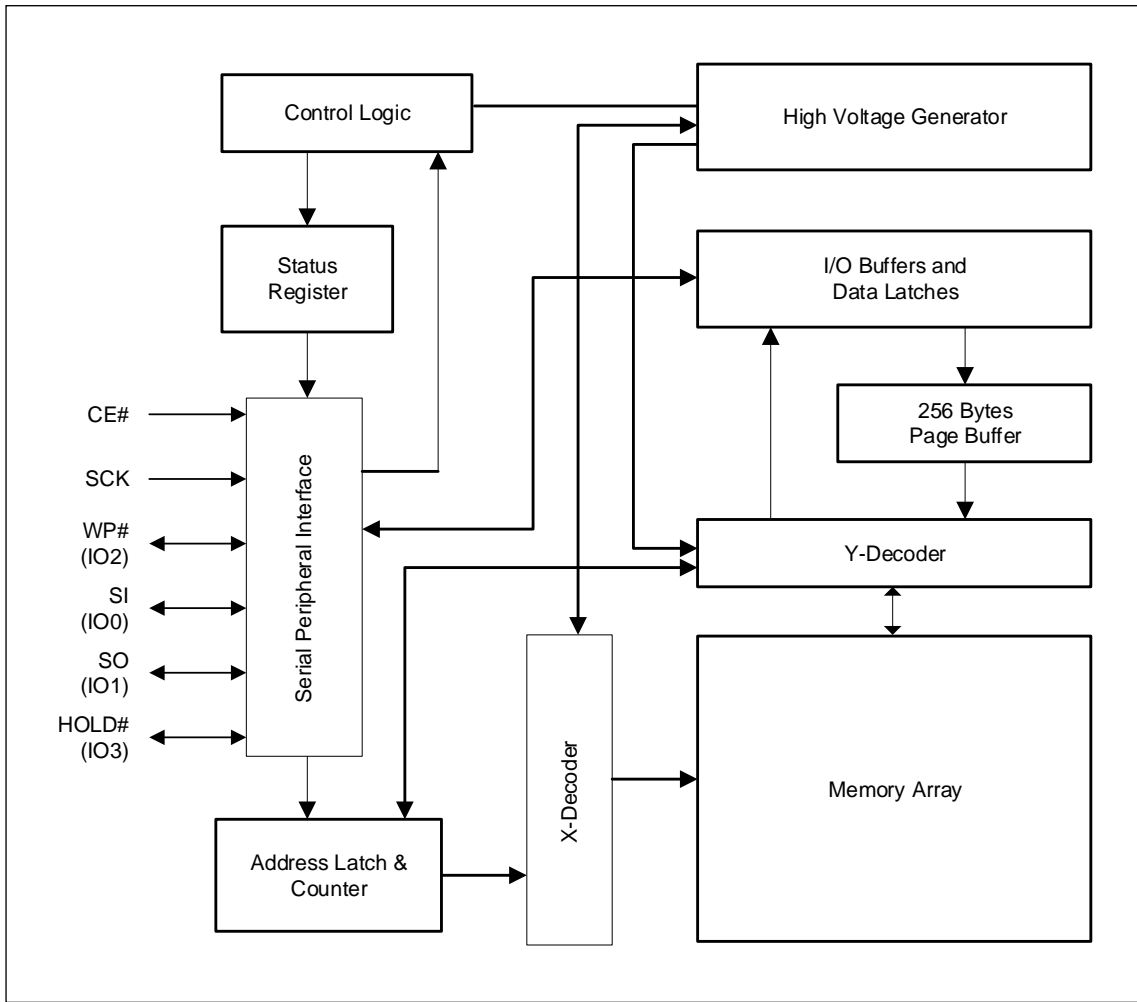 Control Logic
High Voltage Generator
Status
Register
I/O Buffers and
Data Latches
256 Bytes
Page Buffer
CE#
SCK
WP#
(IO2)
SI
(IO0)
SO
(IO1)
HOLD#
(IO3)
Serial Peripheral Interface
Y-Decoder
X-Decoder
Memory Array
Address Latch &
Counter